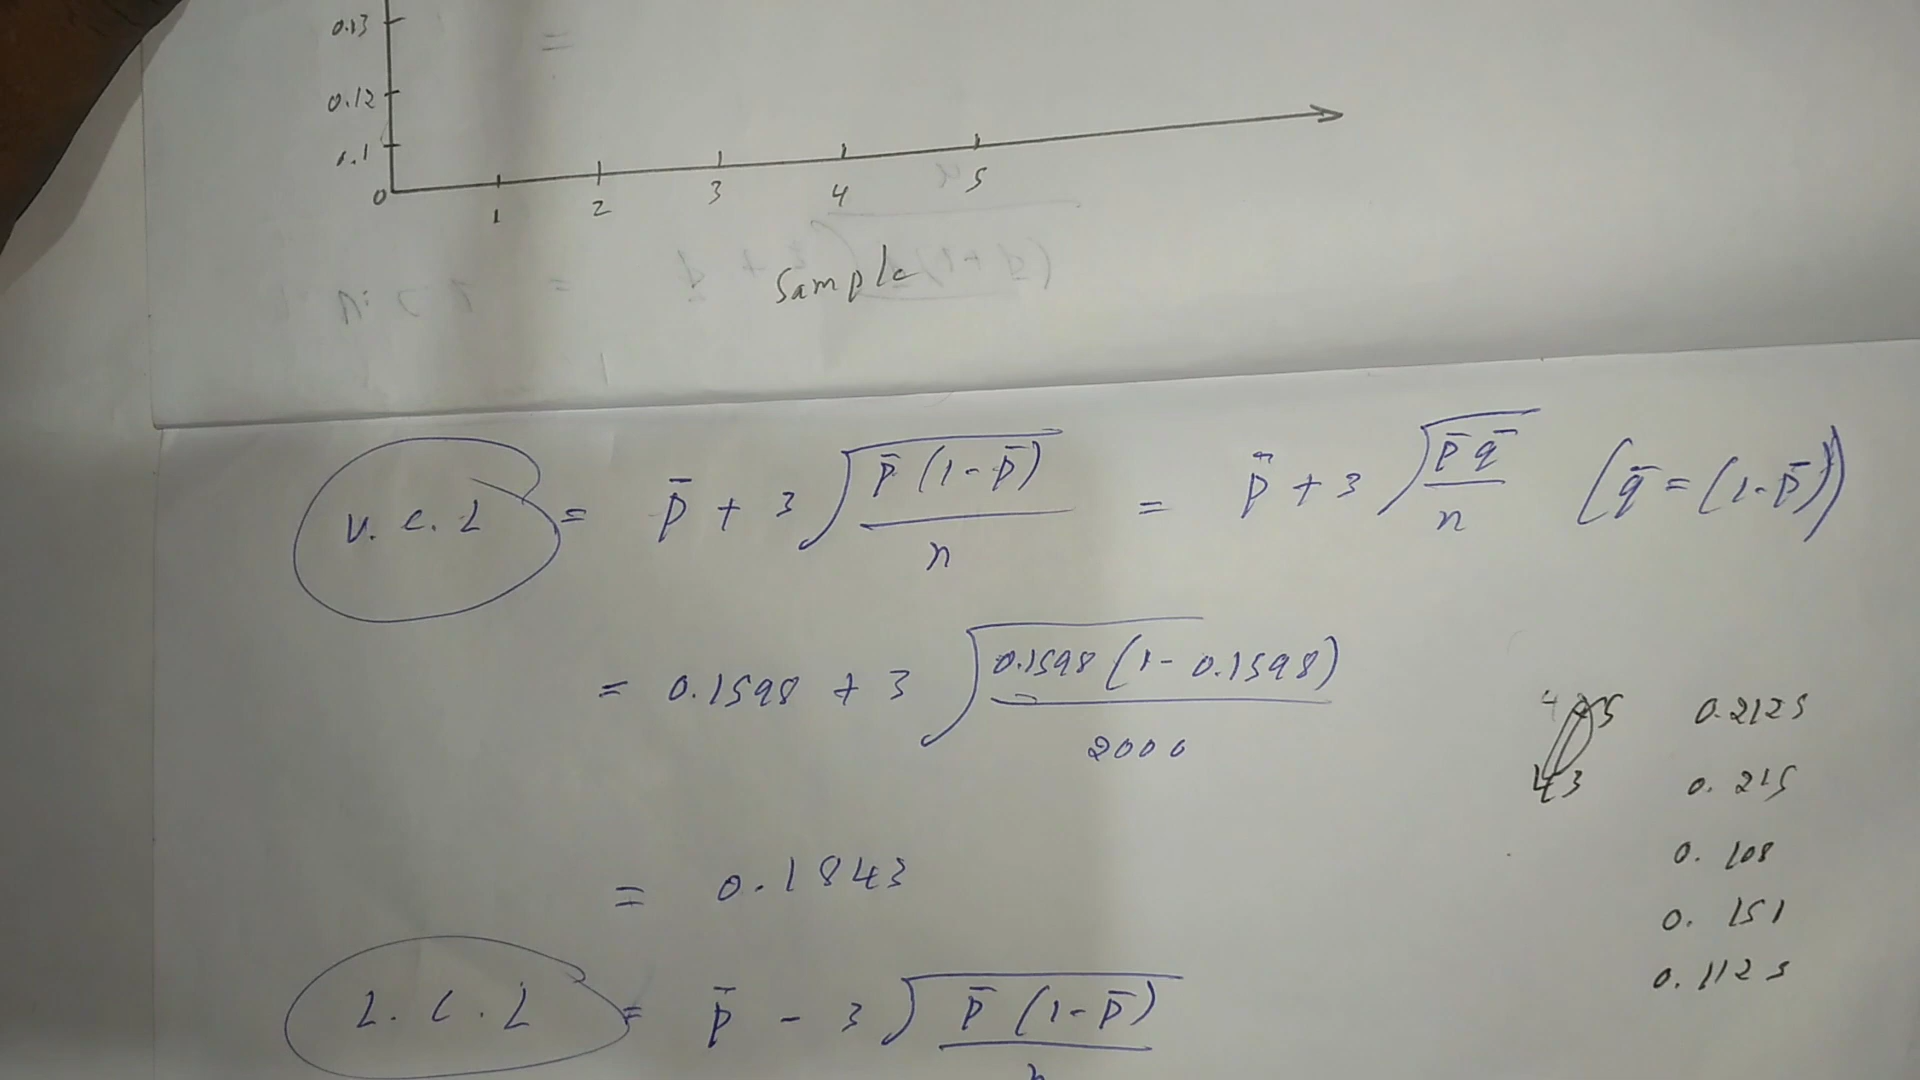 0.13
0.12
0.1
0
1 2 3 4 5
Sample
U.C.L = p̄ + 3 √(p̄ (1-p̄) / n) = p̄ + 3 √(p̄ q̄ / n) (q̄ = (1-p̄))
= 0.1598 + 3 √(0.1598 (1-0.1598) / 2000)
= 0.1843
L.C.L = p̄ - 3 √(p̄ (1-p̄) / n
43
0.2125
0.215
0.108
0.151
0.1125